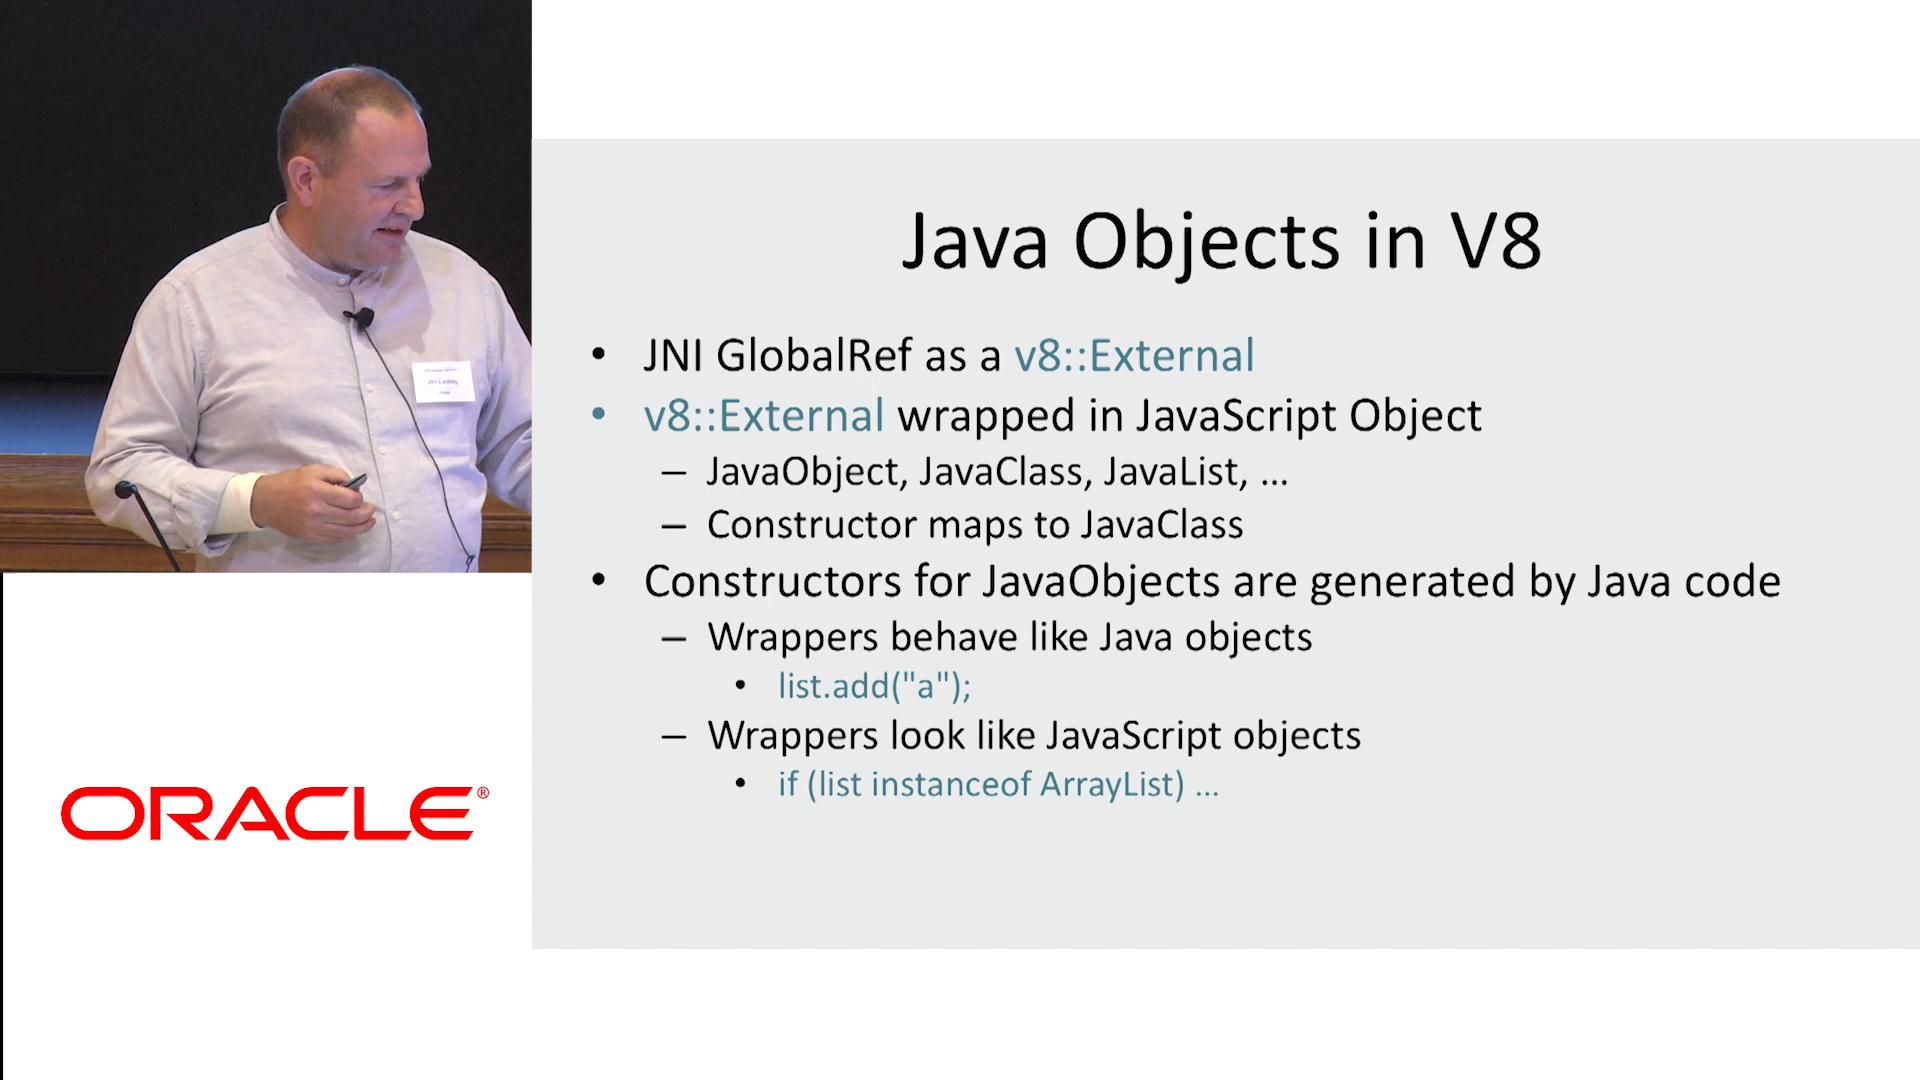 Jim Laskey
ORACLE®
Java Objects in V8
• JNI GlobalRef as a v8::External
• v8::External wrapped in JavaScript Object
– JavaObject, JavaClass, JavaList, ...
– Constructor maps to JavaClass
• Constructors for JavaObjects are generated by Java code
– Wrappers behave like Java objects
• list.add("a");
– Wrappers look like JavaScript objects
• if (list instanceof ArrayList) ...